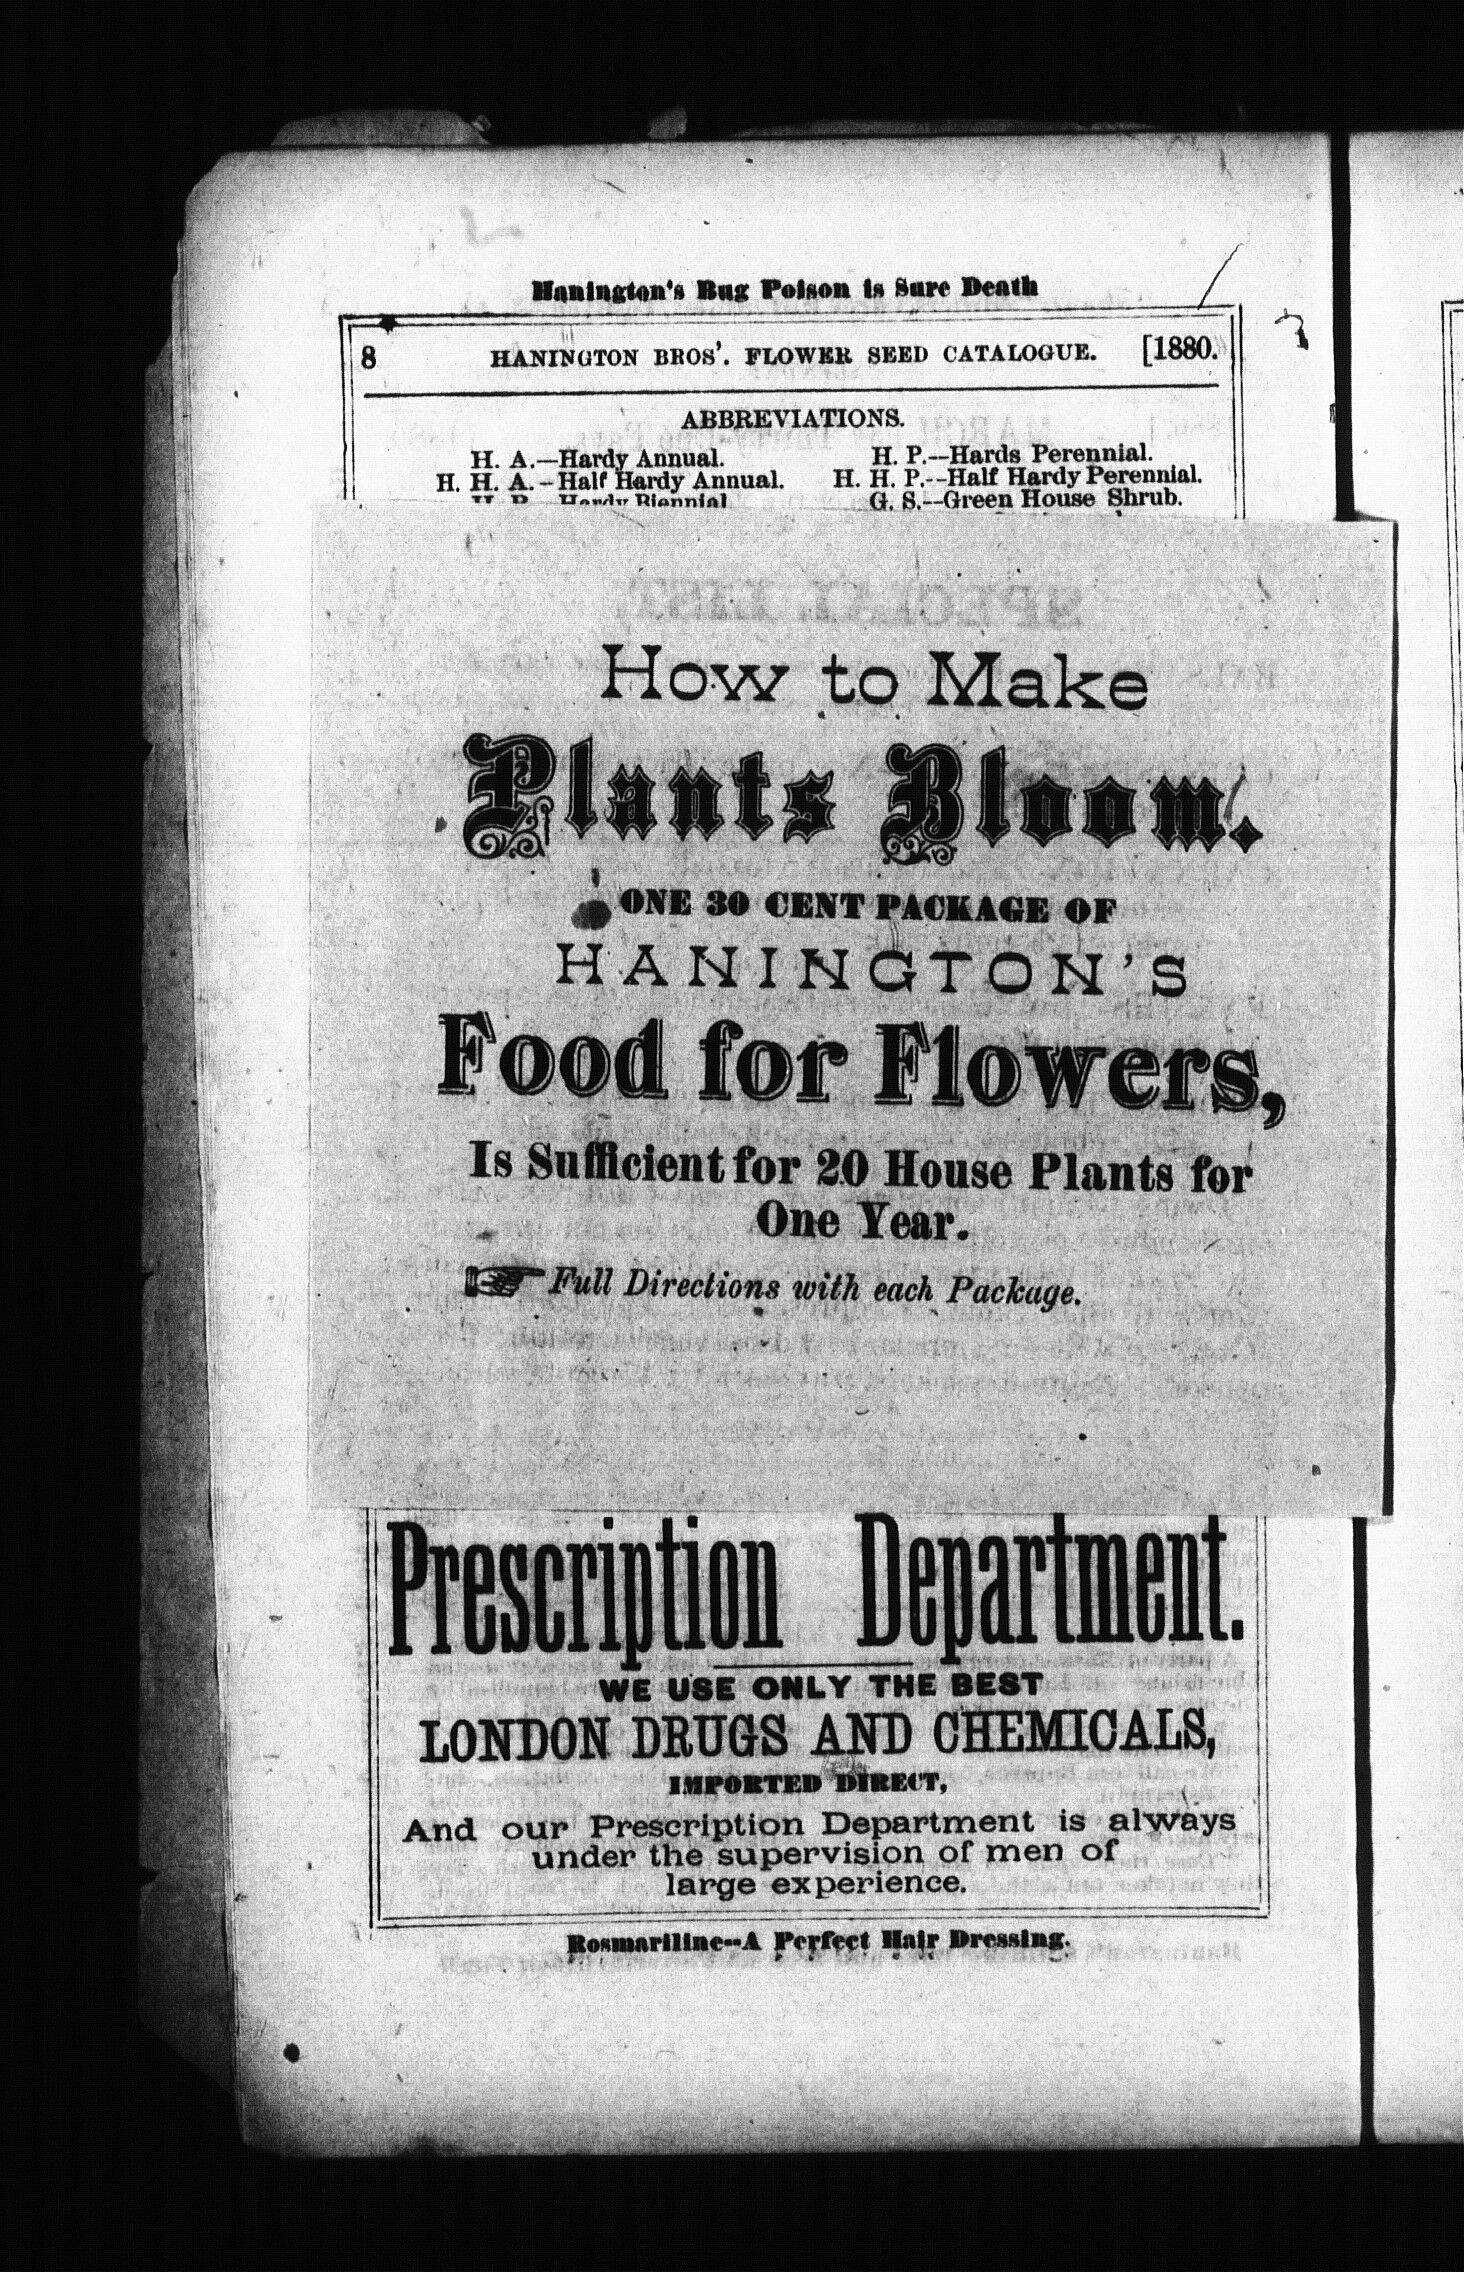 Hanington's Bug Poison is Sure Death
8 HANINGTON BROS'. FLOWER SEED CATALOGUE. [1880.
ABBREVIATIONS.
H. A.—Hardy Annual. H. P.--Hards Perennial.
H. H. A.-Half Hardy Annual. H. H. P.--Half Hardy Perennial.
Hardy Biennial G. S.--Green House Shrub.
How to Make
Plants Bloom.
ONE 30 CENT PACKAGE OF
HANINGTON'S
Food for Flowers,
Is Sufficient for 20 House Plants for
One Year.
☞ Full Directions with each Package.
Prescription Department.
WE USE ONLY THE BEST
LONDON DRUGS AND CHEMICALS,
IMPORTED DIRECT,
And our Prescription Department is always
under the supervision of men of
large experience.
Rosmariline--A Perfect Hair Dressing.